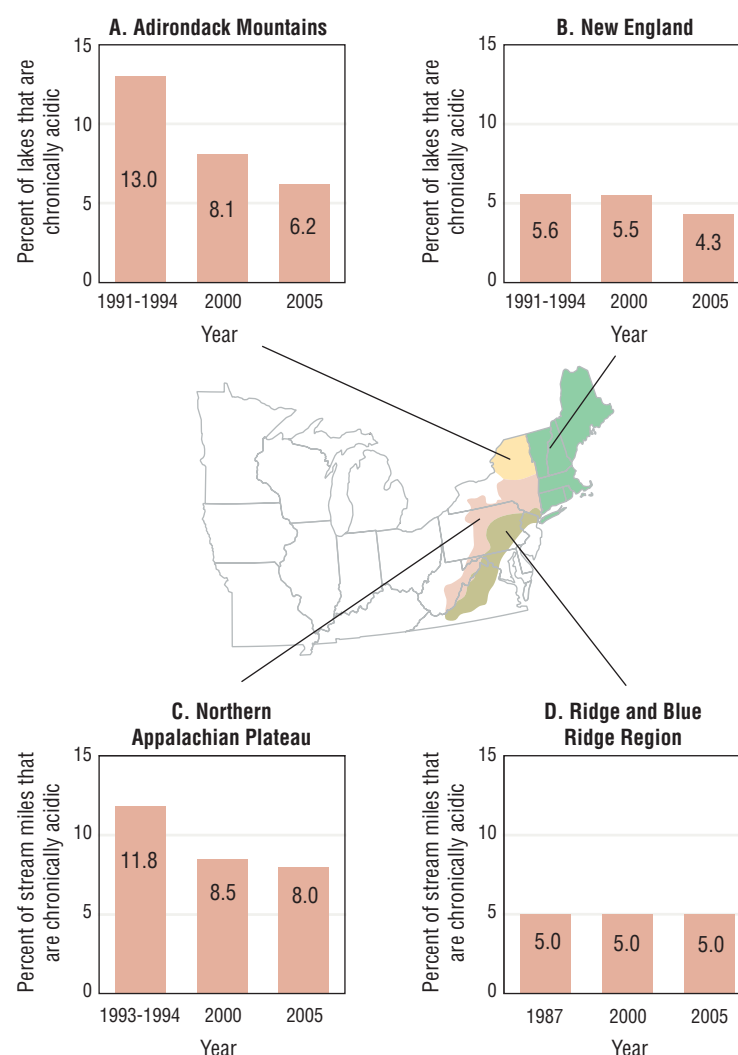 A. Adirondack Mountains
Percent of lakes that are
chronically acidic
15
10
5
0
13.0
8.1
6.2
1991-1994
2000
2005
Year
B. New England
Percent of lakes that are
chronically acidic
15
10
5
0
5.6
5.5
4.3
1991-1994
2000
2005
Year
C. Northern
Appalachian Plateau
Percent of stream miles that
are chronically acidic
15
10
5
0
11.8
8.5
8.0
1993-1994
2000
2005
Year
D. Ridge and Blue
Ridge Region
Percent of stream miles that
are chronically acidic
15
10
5
0
5.0
5.0
5.0
1987
2000
2005
Year